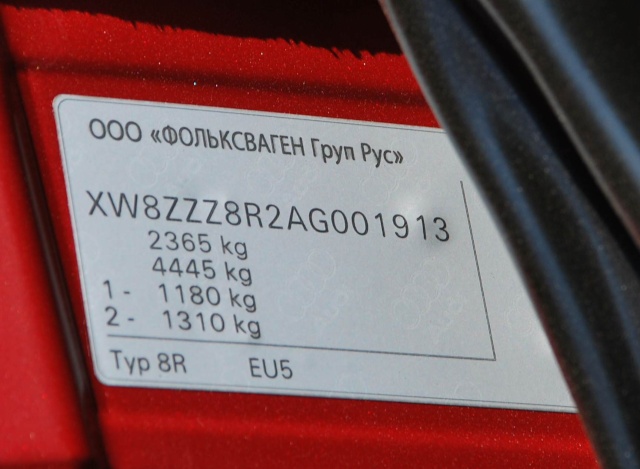 ООО «ФОЛЬКСВАГЕН Груп Рус»
XW8ZZZ8R2AG001913
2365 kg
4445 kg
1 - 1180 kg
2 - 1310 kg
Typ 8R EU5